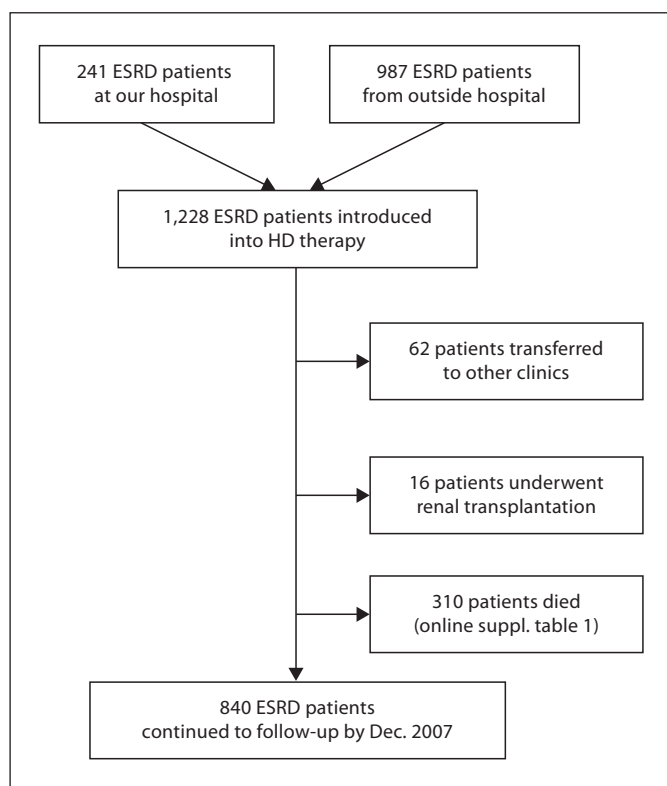 241 ESRD patients
at our hospital
987 ESRD patients
from outside hospital
1,228 ESRD patients introduced
into HD therapy
62 patients transferred
to other clinics
16 patients underwent
renal transplantation
310 patients died
(online suppl. table 1)
840 ESRD patients
continued to follow-up by Dec. 2007